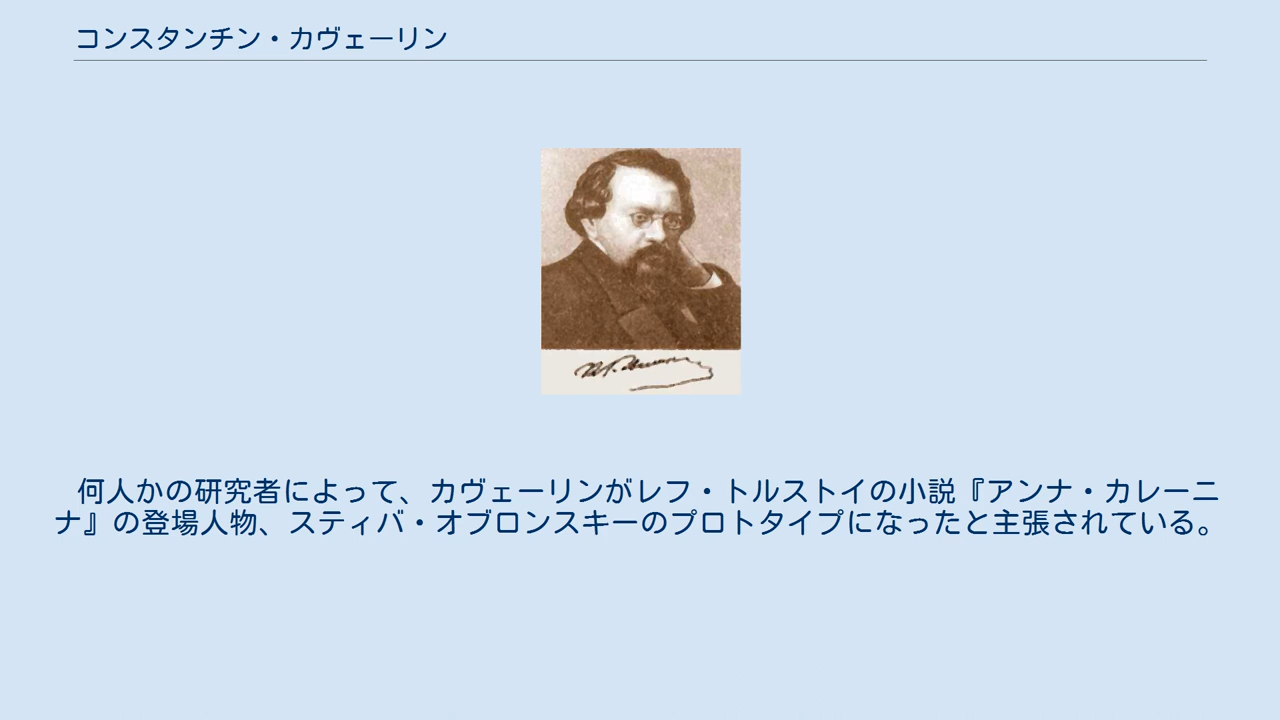 コンスタンチン・カヴェーリン
何人かの研究者によって、カヴェーリンがレフ・トルストイの小説『アンナ・カレーニ
ナ』の登場人物、スティバ・オブロンスキーのプロトタイプになったと主張されている。